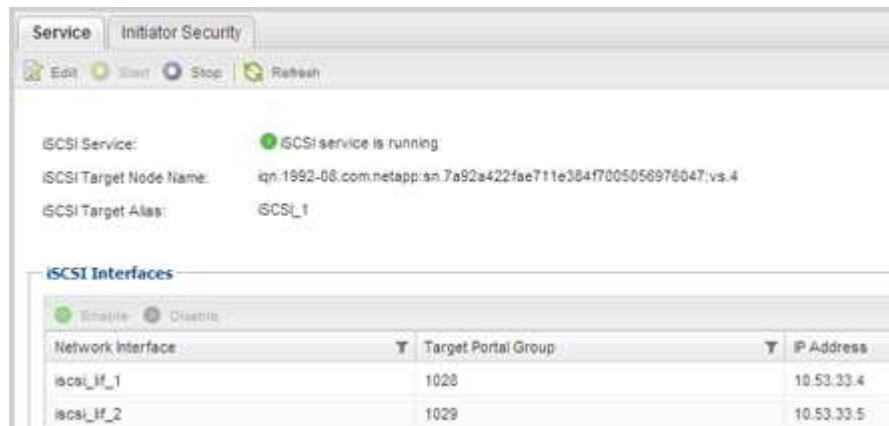 Service Initiator Security
Edit Start Stop Refresh
iSCSI Service: iSCSI service is running
iSCSI Target Node Name: iqn.1992-08.com.netapp:sn.7a92a422fae711e384f7005056976047:vs.4
iSCSI Target Alias: iSCSI_1
iSCSI Interfaces
Enable Disable
Network Interface Target Portal Group IP Address
iscsi_lif_1 1028 10.53.33.4
iscsi_lif_2 1029 10.53.33.5